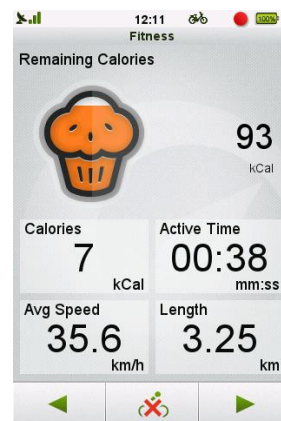 12:11
100%
Fitness
Remaining Calories
93
kCal
Calories
7
kCal
Active Time
00:38
mm:ss
Avg Speed
35.6
km/h
Length
3.25
km